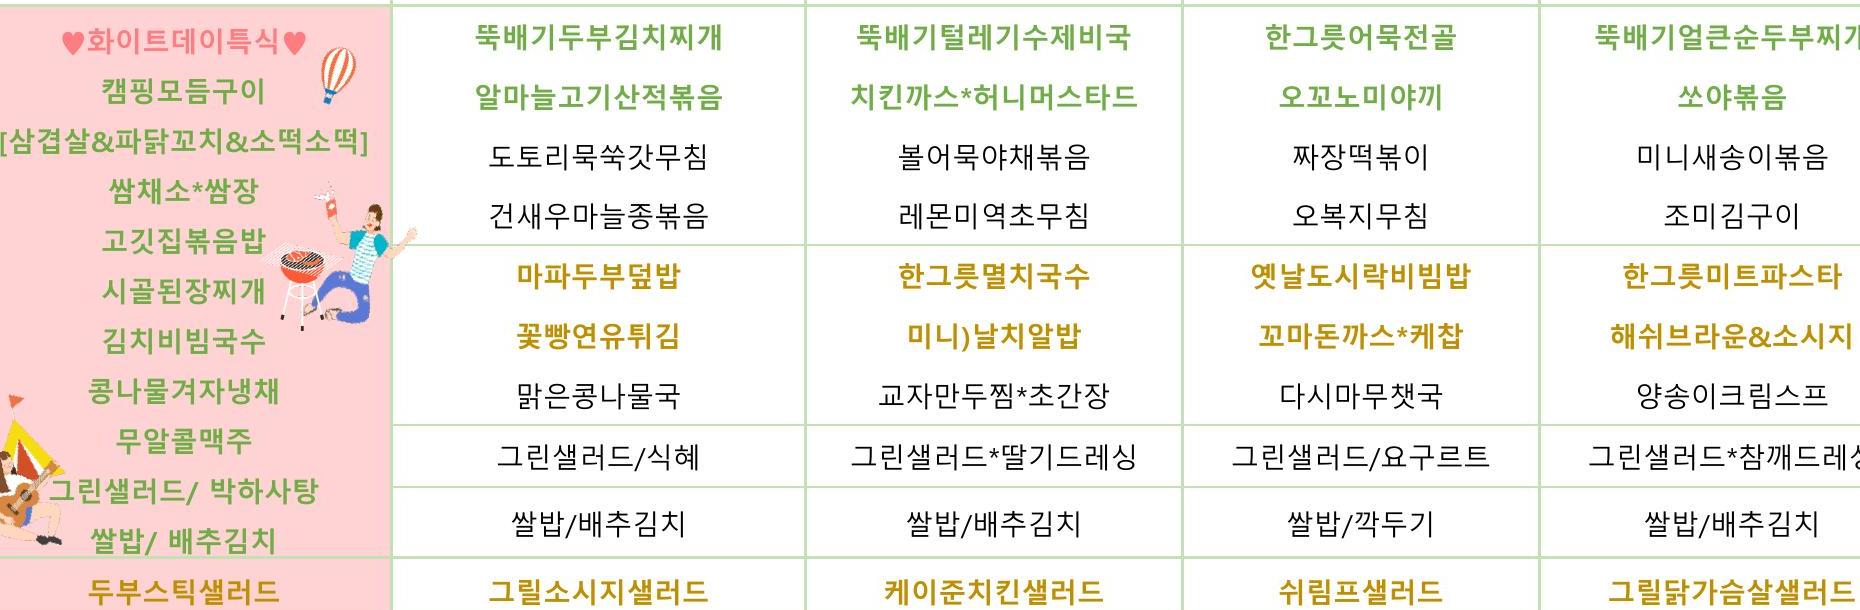 ♥화이트데이특식♥
캠핑모듬구이
[삼겹살&파닭꼬치&소떡소떡]
쌈채소*쌈장
고깃집볶음밥
시골된장찌개
김치비빔국수
콩나물겨자냉채
무알콜맥주
그린샐러드/ 박하사탕
쌀밥/ 배추김치
두부스틱샐러드
뚝배기두부김치찌개
알마늘고기산적볶음
도토리묵쑥갓무침
건새우마늘종볶음
마파두부덮밥
꽃빵연유튀김
맑은콩나물국
그린샐러드/식혜
쌀밥/배추김치
그릴소시지샐러드
뚝배기털레기수제비국
치킨까스*허니머스타드
볼어묵야채볶음
레몬미역초무침
한그릇멸치국수
미니)날치알밥
교자만두찜*초간장
그린샐러드*딸기드레싱
쌀밥/배추김치
케이준치킨샐러드
한그릇어묵전골
오꼬노미야끼
짜장떡볶이
오복지무침
옛날도시락비빔밥
꼬마돈까스*케찹
다시마무챗국
그린샐러드/요구르트
쌀밥/깍두기
쉬림프샐러드
뚝배기얼큰순두부찌개
쏘야볶음
미니새송이볶음
조미김구이
한그릇미트파스타
해쉬브라운&소시지
양송이크림스프
그린샐러드*참깨드레싱
쌀밥/배추김치
그릴닭가슴살샐러드